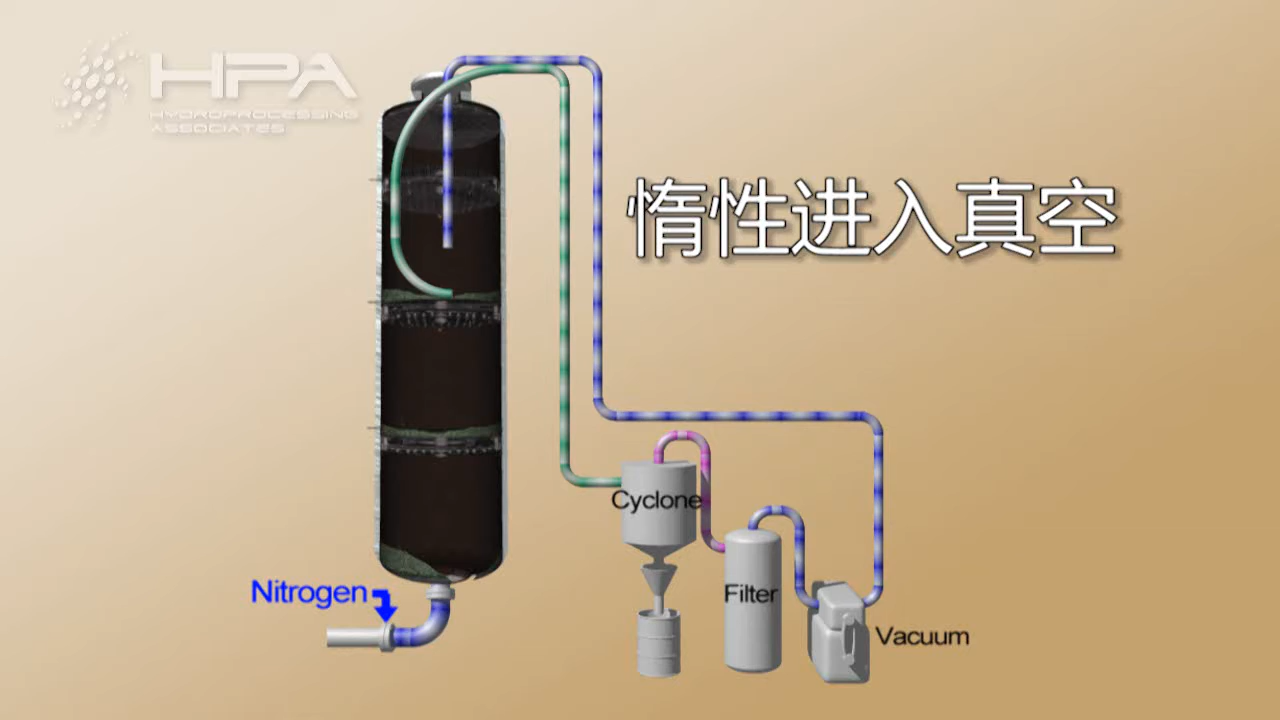 HPA
HYDROPROCESSING
ASSOCIATES
惰性进入真空
Cyclone
Nitrogen
Filter
Vacuum